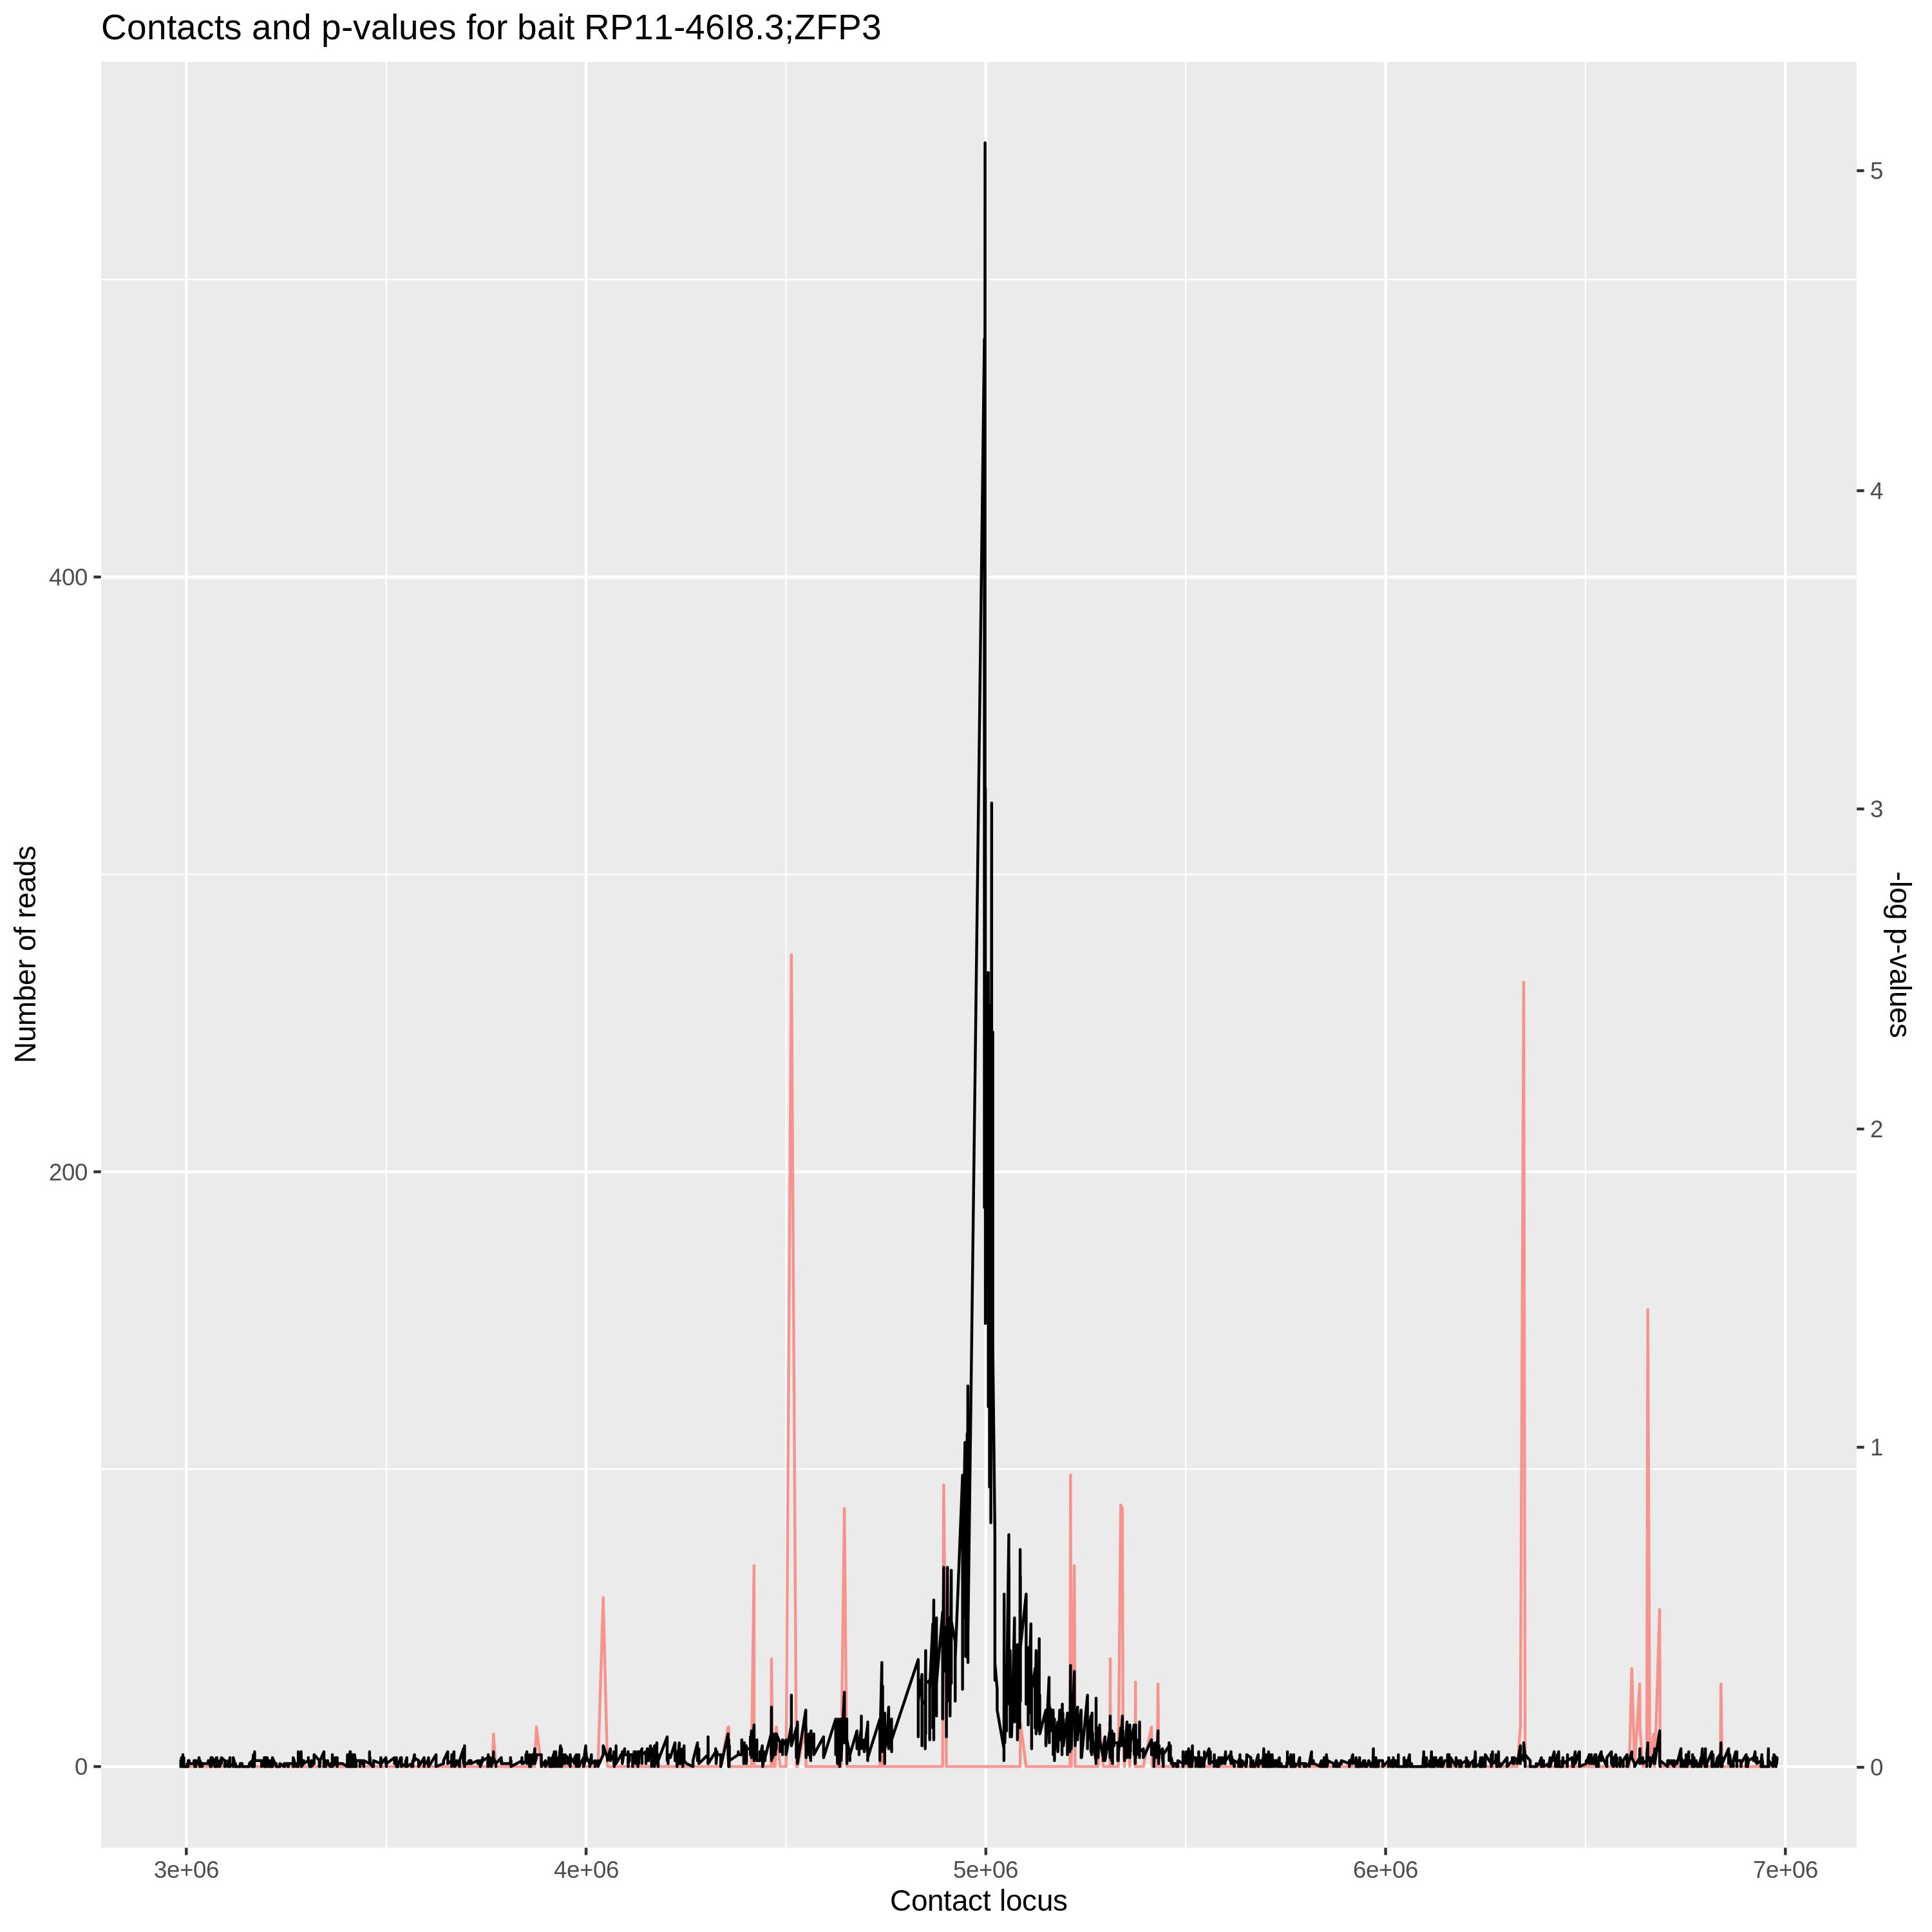 Contacts and p-values for bait RP11-46I8.3;ZFP3
Number of reads
400
200
0
5
4
3
2
1
0
-log p-values
3e+06
4e+06
5e+06
6e+06
7e+06
Contact locus